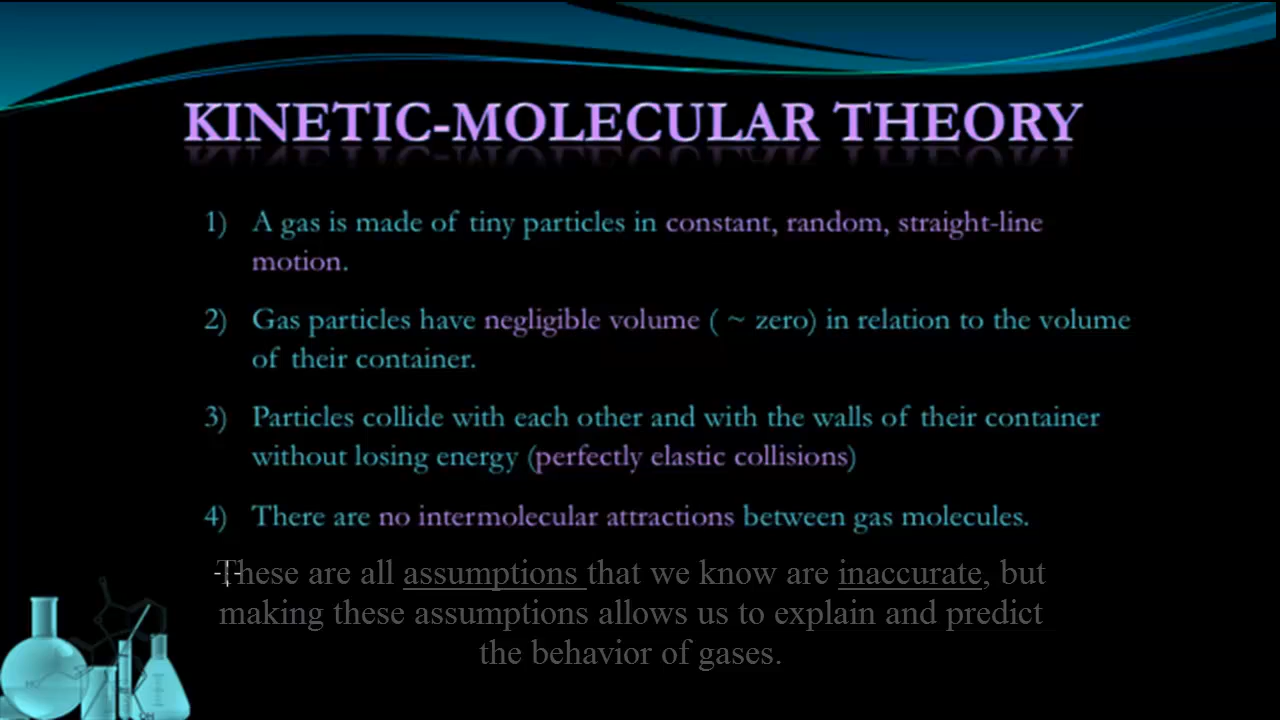 KINETIC-MOLECULAR THEORY
1) A gas is made of tiny particles in constant, random, straight-line
motion.
2) Gas particles have negligible volume ( ~ zero) in relation to the volume
of their container.
3) Particles collide with each other and with the walls of their container
without losing energy (perfectly elastic collisions)
4) There are no intermolecular attractions between gas molecules.
These are all assumptions that we know are inaccurate, but
making these assumptions allows us to explain and predict
the behavior of gases.
HO
OH